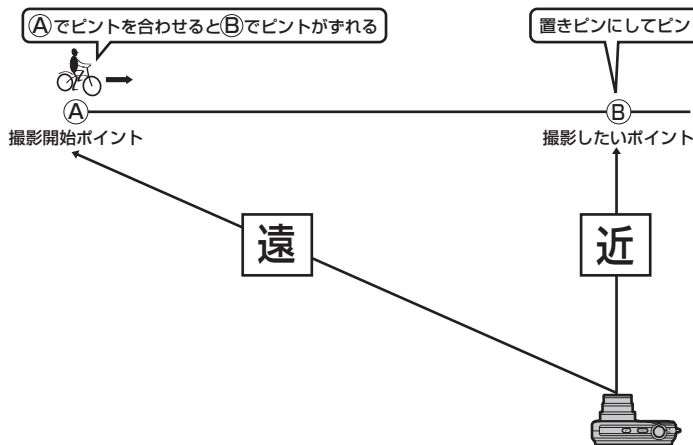 Ⓐでピントを合わせるとⒷでピントがずれる
置きピンにしてピン
Ⓐ
Ⓑ
撮影開始ポイント
撮影したいポイント
遠
近